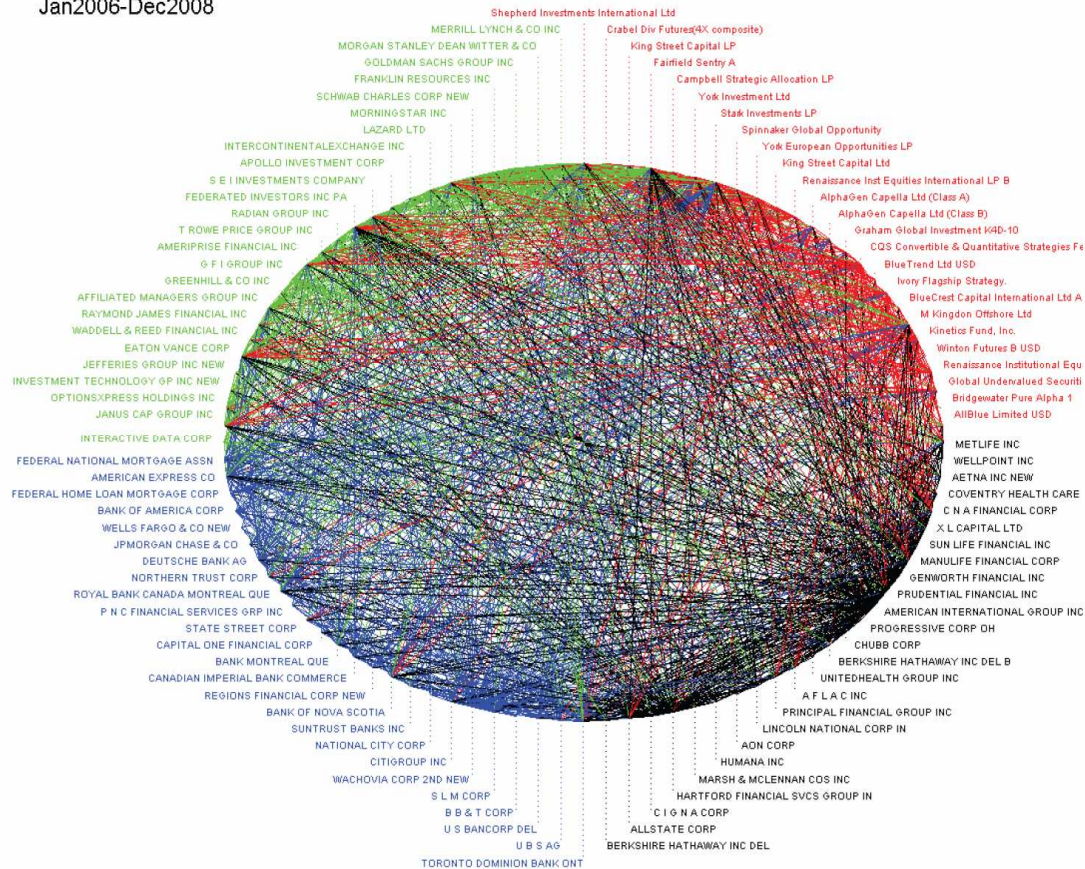 Jan2006-Dec2008
Shepherd Investments International Ltd
MERRILL LYNCH & CO INC
Crabel Div Futures(4X composite)
MORGAN STANLEY DEAN WITTER & CO
King Street Capital LP
GOLDMAN SACHS GROUP INC
Fairfield Sentry A
FRANKLIN RESOURCES INC
Campbell Strategic Allocation LP
SCHWAB CHARLES CORP NEW
York Investment Ltd
MORNINGSTAR INC
Stark Investments LP
LAZARD LTD
Spinnaker Global Opportunity
INTERCONTINENTALEXCHANGE INC
York European Opportunities LP
APOLLO INVESTMENT CORP
King Street Capital Ltd
S E I INVESTMENTS COMPANY
Renaissance Inst Equities International LP B
FEDERATED INVESTORS INC PA
AlphaGen Capella Ltd (Class A)
RADIAN GROUP INC
AlphaGen Capella Ltd (Class B)
T ROWE PRICE GROUP INC
Graham Global Investment K4D-10
AMERIPRISE FINANCIAL INC
CQS Convertible & Quantitative Strategies Fe
G F I GROUP INC
BlueTrend Ltd USD
GREENHILL & CO INC
Ivory Flagship Strategy.
AFFILIATED MANAGERS GROUP INC
BlueCrest Capital International Ltd A
RAYMOND JAMES FINANCIAL INC
M Kingdon Offshore Ltd
WADDELL & REED FINANCIAL INC
Kinetics Fund, Inc.
EATON VANCE CORP
Winton Futures B USD
JEFFERIES GROUP INC NEW
Renaissance Institutional Equ
INVESTMENT TECHNOLOGY GP INC NEW
Global Undervalued Securiti
OPTIONSXPRESS HOLDINGS INC
Bridgewater Pure Alpha 1
JANUS CAP GROUP INC
AllBlue Limited USD
INTERACTIVE DATA CORP
METLIFE INC
FEDERAL NATIONAL MORTGAGE ASSN
WELLPOINT INC
AMERICAN EXPRESS CO
AETNA INC NEW
FEDERAL HOME LOAN MORTGAGE CORP
COVENTRY HEALTH CARE
BANK OF AMERICA CORP
C N A FINANCIAL CORP
WELLS FARGO & CO NEW
X L CAPITAL LTD
JPMORGAN CHASE & CO
SUN LIFE FINANCIAL INC
DEUTSCHE BANK AG
MANULIFE FINANCIAL CORP
NORTHERN TRUST CORP
GENWORTH FINANCIAL INC
ROYAL BANK CANADA MONTREAL QUE
PRUDENTIAL FINANCIAL INC
P N C FINANCIAL SERVICES GRP INC
AMERICAN INTERNATIONAL GROUP INC
STATE STREET CORP
PROGRESSIVE CORP OH
CAPITAL ONE FINANCIAL CORP
CHUBB CORP
BANK MONTREAL QUE
BERKSHIRE HATHAWAY INC DEL B
CANADIAN IMPERIAL BANK COMMERCE
UNITEDHEALTH GROUP INC
REGIONS FINANCIAL CORP NEW
A F L A C INC
BANK OF NOVA SCOTIA
PRINCIPAL FINANCIAL GROUP INC
SUNTRUST BANKS INC
LINCOLN NATIONAL CORP IN
NATIONAL CITY CORP
AON CORP
CITIGROUP INC
HUMANA INC
WACHOVIA CORP 2ND NEW
MARSH & MCLENNAN COS INC
S L M CORP
HARTFORD FINANCIAL SVCS GROUP IN
B B & T CORP
C I G N A CORP
U S BANCORP DEL
ALLSTATE CORP
U B S AG
BERKSHIRE HATHAWAY INC DEL
TORONTO DOMINION BANK ONT